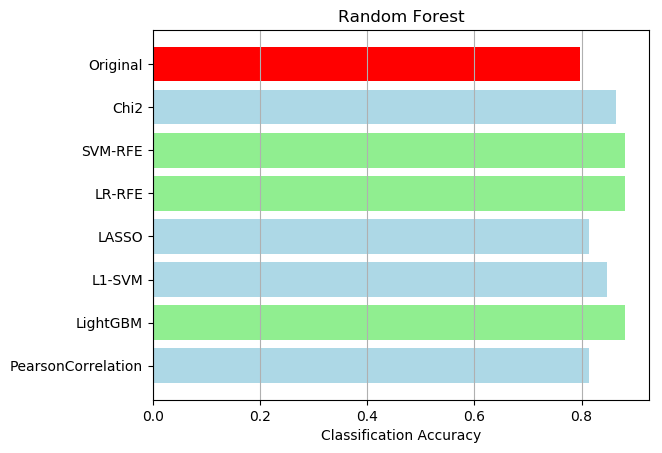 Random Forest
Original
Chi2
SVM-RFE
LR-RFE
LASSO
L1-SVM
LightGBM
PearsonCorrelation
0.0 0.2 0.4 0.6 0.8
Classification Accuracy